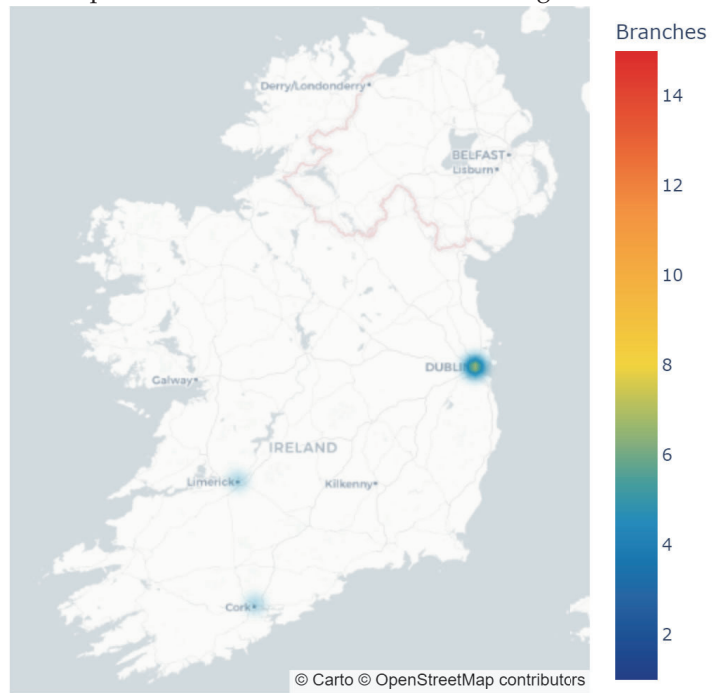 Branches
Derry/Londonderry
BELFAST
Lisburn
DUBLI
Galway
IRELAND
Limerick
Kilkenny
Cork
14
12
10
8
6
4
2
© Carto © OpenStreetMap contributors